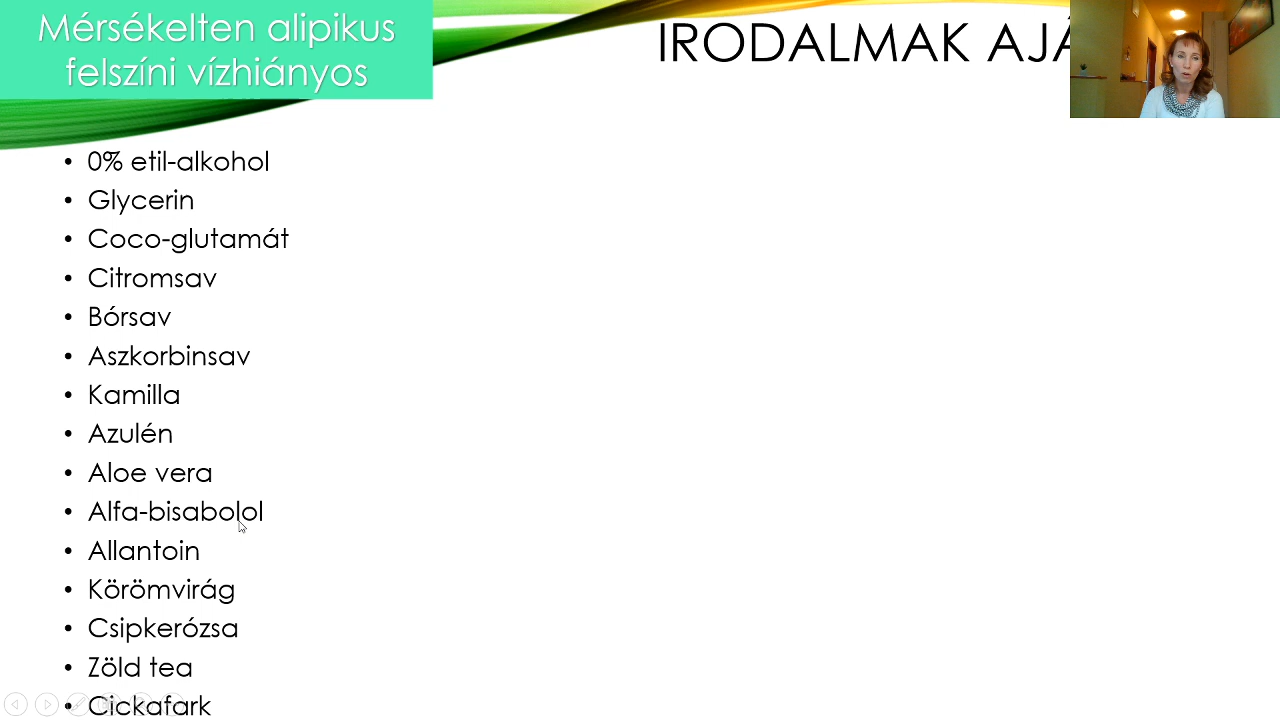 Mérsékelten alipikus
felszíni vízhiányos
IRODALMAK
• 0% etil-alkohol
• Glycerin
• Coco-glutamát
• Citromsav
• Bórsav
• Aszkorbinsav
• Kamilla
• Azulén
• Aloe vera
• Alfa-bisabolol
• Allantoin
• Körömvirág
• Csipkerózsa
• Zöld tea
• Cickafark